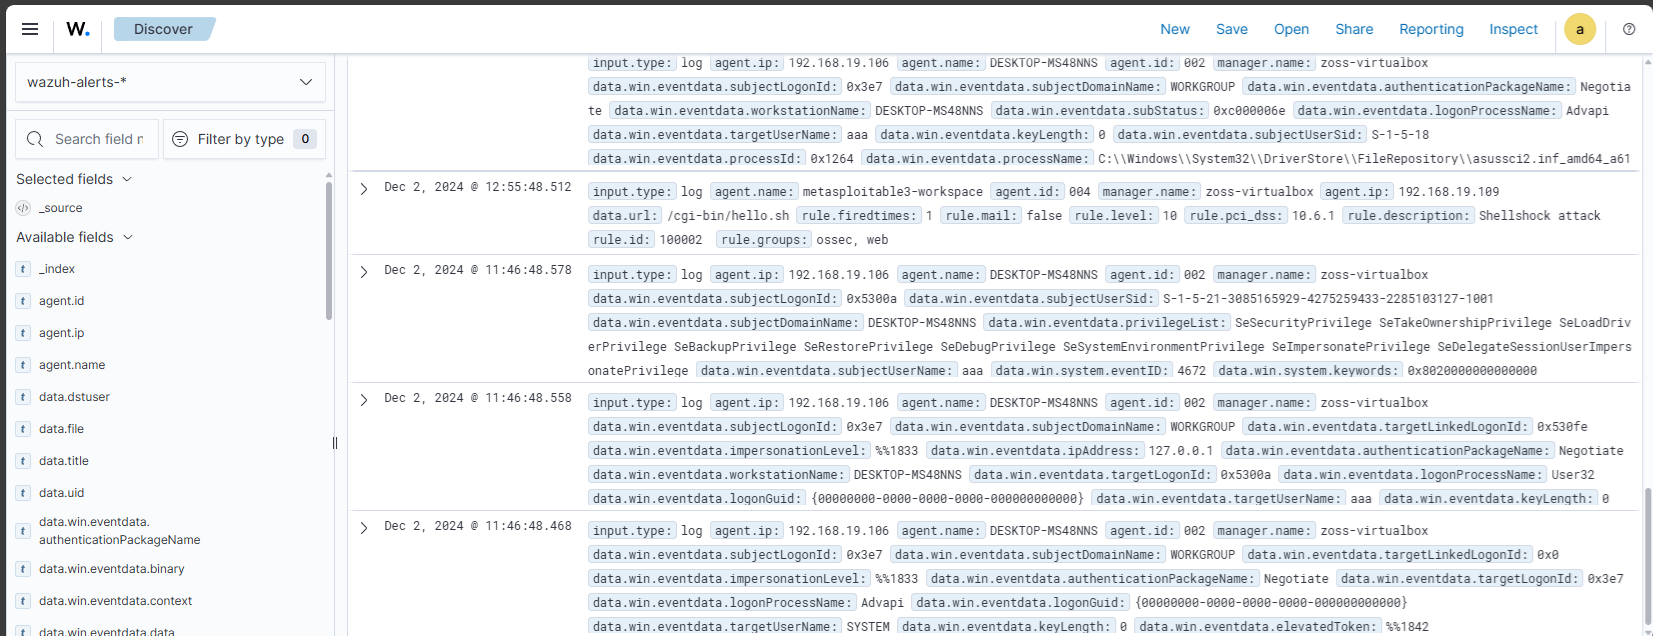 W. Discover New Save Open Share Reporting Inspect a
wazuh-alerts-*
Search field n Filter by type 0
Selected fields
_source
Available fields
t _index
t agent.id
t agent.ip
t agent.name
t data.dstuser
t data.file
t data.title
t data.uid
t data.win.eventdata.
authenticationPackageName
t data.win.eventdata.binary
t data.win.eventdata.context
t data.win.eventdata.data
input.type: log agent.ip: 192.168.19.106 agent.name: DESKTOP-MS48NNS agent.id: 002 manager.name: zoss-virtualbox
data.win.eventdata.subjectLogonId: 0x3e7 data.win.eventdata.subjectDomainName: WORKGROUP data.win.eventdata.authenticationPackageName: Negotia
te data.win.eventdata.workstationName: DESKTOP-MS48NNS data.win.eventdata.subStatus: 0xc000006e data.win.eventdata.logonProcessName: Advapi
data.win.eventdata.targetUserName: aaa data.win.eventdata.keyLength: 0 data.win.eventdata.subjectUserSid: S-1-5-18
data.win.eventdata.processId: 0x1264 data.win.eventdata.processName: C:\\Windows\\System32\\DriverStore\\FileRepository\\asussci2.inf_amd64_a61
Dec 2, 2024 @ 12:55:48.512
input.type: log agent.name: metasploitable3-workspace agent.id: 004 manager.name: zoss-virtualbox agent.ip: 192.168.19.109
data.url: /cgi-bin/hello.sh rule.firedtimes: 1 rule.mail: false rule.level: 10 rule.pci_dss: 10.6.1 rule.description: Shellshock attack
rule.id: 100002 rule.groups: ossec, web
Dec 2, 2024 @ 11:46:48.578
input.type: log agent.ip: 192.168.19.106 agent.name: DESKTOP-MS48NNS agent.id: 002 manager.name: zoss-virtualbox
data.win.eventdata.subjectLogonId: 0x5300a data.win.eventdata.subjectUserSid: S-1-5-21-3085165929-4275259433-2285103127-1001
data.win.eventdata.subjectDomainName: DESKTOP-MS48NNS data.win.eventdata.privilegeList: SeSecurityPrivilege SeTakeOwnershipPrivilege SeLoadDriv
erPrivilege SeBackupPrivilege SeRestorePrivilege SeDebugPrivilege SeSystemEnvironmentPrivilege SeImpersonatePrivilege SeDelegateSessionUserImpers
onatePrivilege data.win.eventdata.subjectUserName: aaa data.win.system.eventID: 4672 data.win.system.keywords: 0x8020000000000000
Dec 2, 2024 @ 11:46:48.558
input.type: log agent.ip: 192.168.19.106 agent.name: DESKTOP-MS48NNS agent.id: 002 manager.name: zoss-virtualbox
data.win.eventdata.subjectLogonId: 0x3e7 data.win.eventdata.subjectDomainName: WORKGROUP data.win.eventdata.targetLinkedLogonId: 0x530fe
data.win.eventdata.impersonationLevel: %%1833 data.win.eventdata.ipAddress: 127.0.0.1 data.win.eventdata.authenticationPackageName: Negotiate
data.win.eventdata.workstationName: DESKTOP-MS48NNS data.win.eventdata.targetLogonId: 0x5300a data.win.eventdata.logonProcessName: User32
data.win.eventdata.logonGuid: {00000000-0000-0000-0000-000000000000} data.win.eventdata.targetUserName: aaa data.win.eventdata.keyLength: 0
Dec 2, 2024 @ 11:46:48.468
input.type: log agent.ip: 192.168.19.106 agent.name: DESKTOP-MS48NNS agent.id: 002 manager.name: zoss-virtualbox
data.win.eventdata.subjectLogonId: 0x3e7 data.win.eventdata.subjectDomainName: WORKGROUP data.win.eventdata.targetLinkedLogonId: 0x0
data.win.eventdata.impersonationLevel: %%1833 data.win.eventdata.authenticationPackageName: Negotiate data.win.eventdata.targetLogonId: 0x3e7
data.win.eventdata.logonProcessName: Advapi data.win.eventdata.logonGuid: {00000000-0000-0000-0000-000000000000}
data.win.eventdata.targetUserName: SYSTEM data.win.eventdata.keyLength: 0 data.win.eventdata.elevatedToken: %%1842